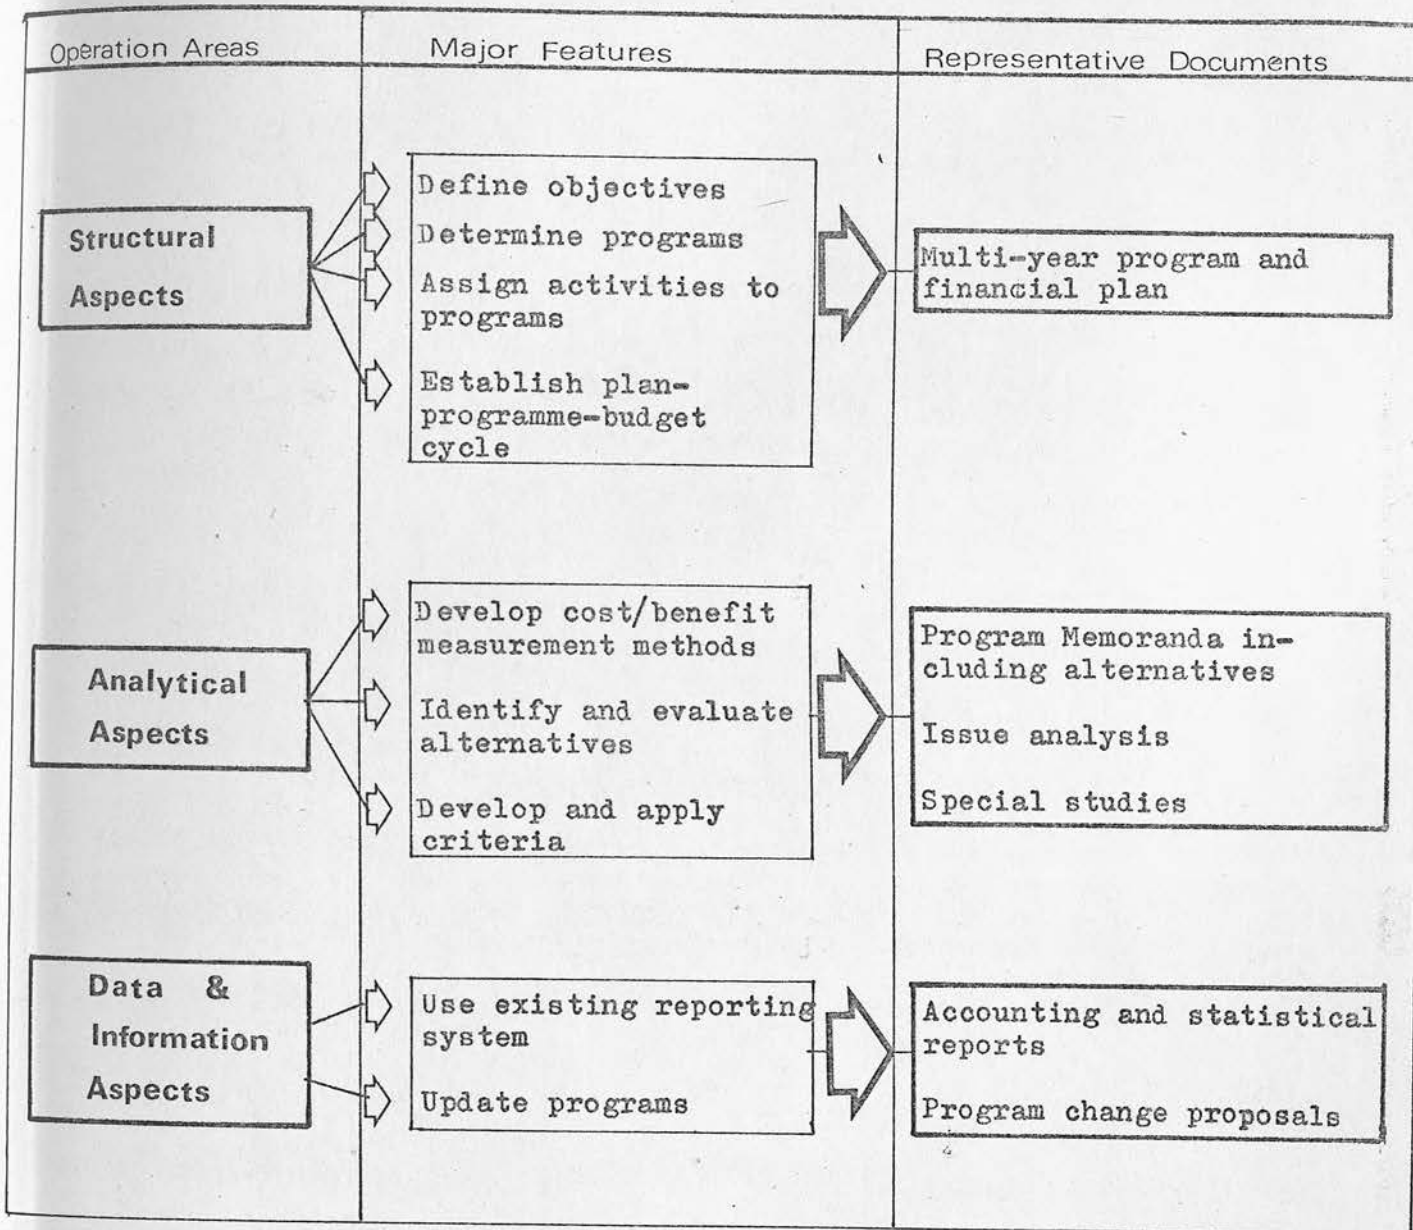 Operation Areas
Major Features
Representative Documents
Structural
Aspects
Define objectives
Determine programs
Assign activities to
programs
Establish plan-
programme-budget
cycle
Multi-year program and
financial plan
Analytical
Aspects
Develop cost/benefit
measurement methods
Identify and evaluate
alternatives
Develop and apply
criteria
Program Memoranda in-
cluding alternatives
Issue analysis
Special studies
Data &
Information
Aspects
Use existing reporting
system
Update programs
Accounting and statistical
reports
Program change proposals